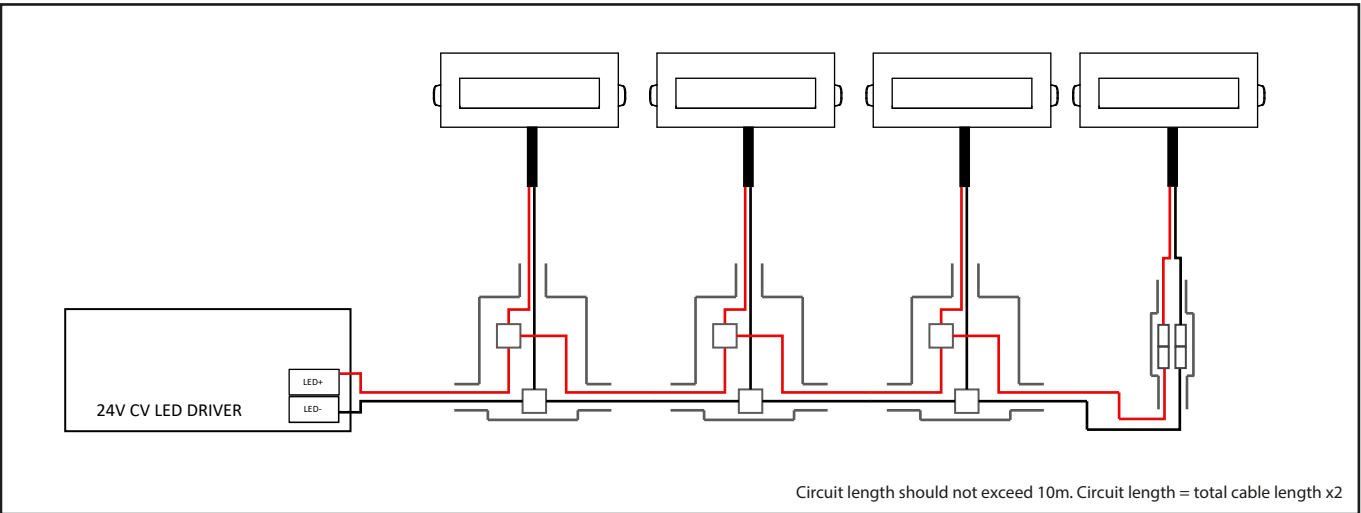 LED+
24V CV LED DRIVER
LED-
Circuit length should not exceed 10m. Circuit length = total cable length x2